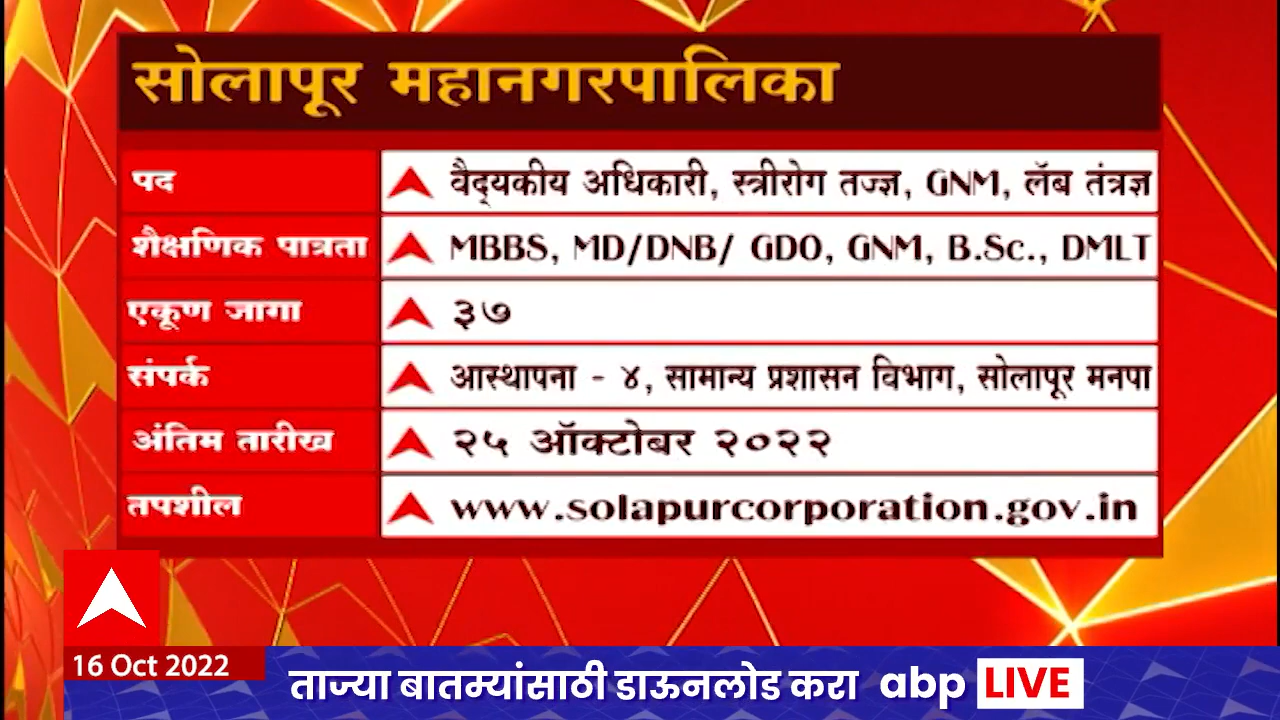 सोलापूर महानगरपालिका
पद वैद्यकीय अधिकारी, स्त्रीरोग तज्ज्ञ, GNM, लॅब तंत्रज्ञ
शैक्षणिक पात्रता MBBS, MD/DNB/ GDO, GNM, B.Sc., DMLT
एकूण जागा ३७
संपर्क आस्थापना - ४, सामान्य प्रशासन विभाग, सोलापूर मनपा
अंतिम तारीख २५ ऑक्टोबर २०२२
तपशील www.solapurcorporation.gov.in
16 Oct 2022
ताज्या बातम्यांसाठी डाऊनलोड करा abp LIVE